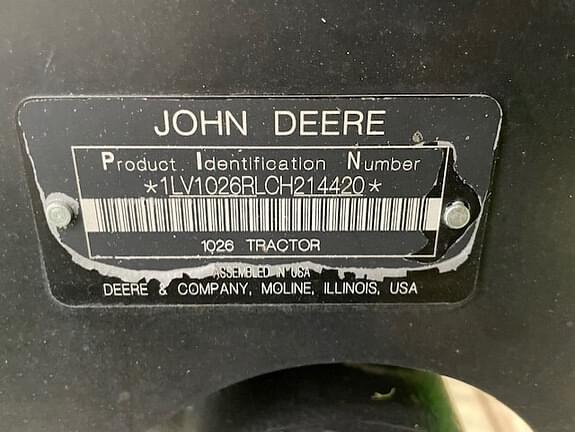 JOHN DEERE
Product Identification Number
*1LV1026RLCH214420*
1026 TRACTOR
ASSEMBLED IN USA
DEERE & COMPANY, MOLINE, ILLINOIS, USA